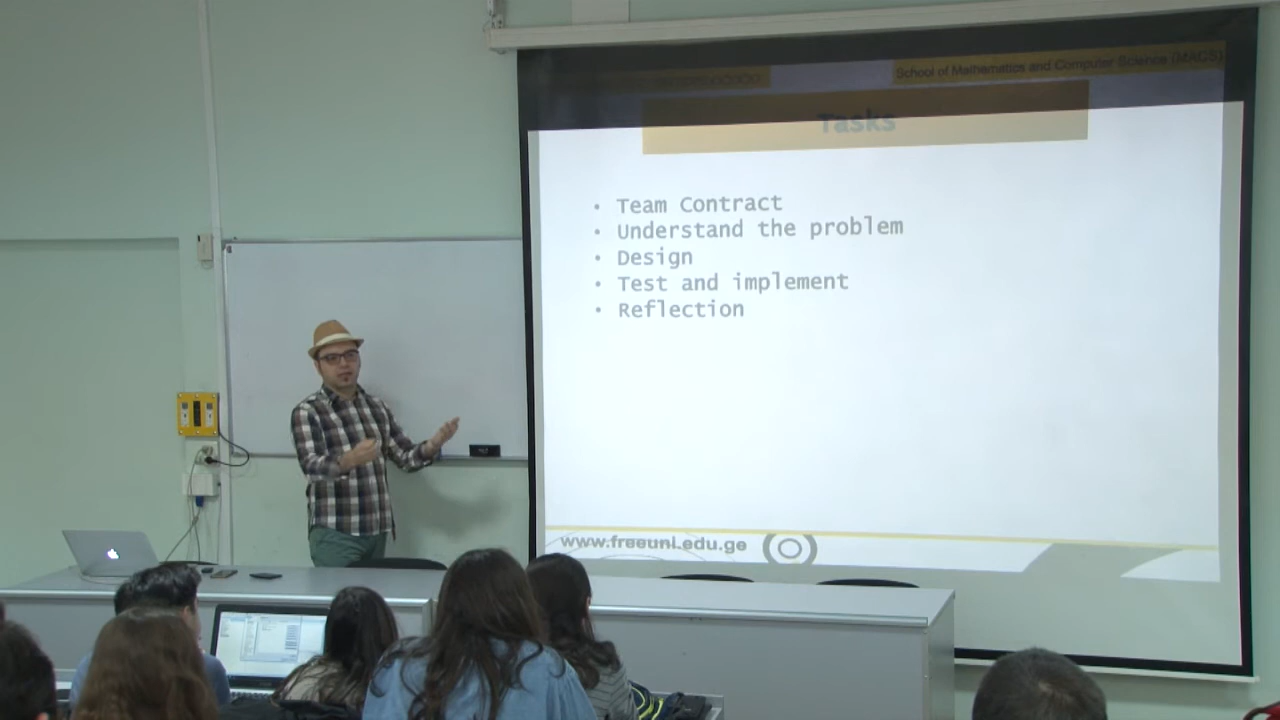 School of Mathematics and Computer Science (MACS)
Tasks
• Team Contract
• Understand the problem
• Design
• Test and implement
• Reflection
www.freeuni.edu.ge